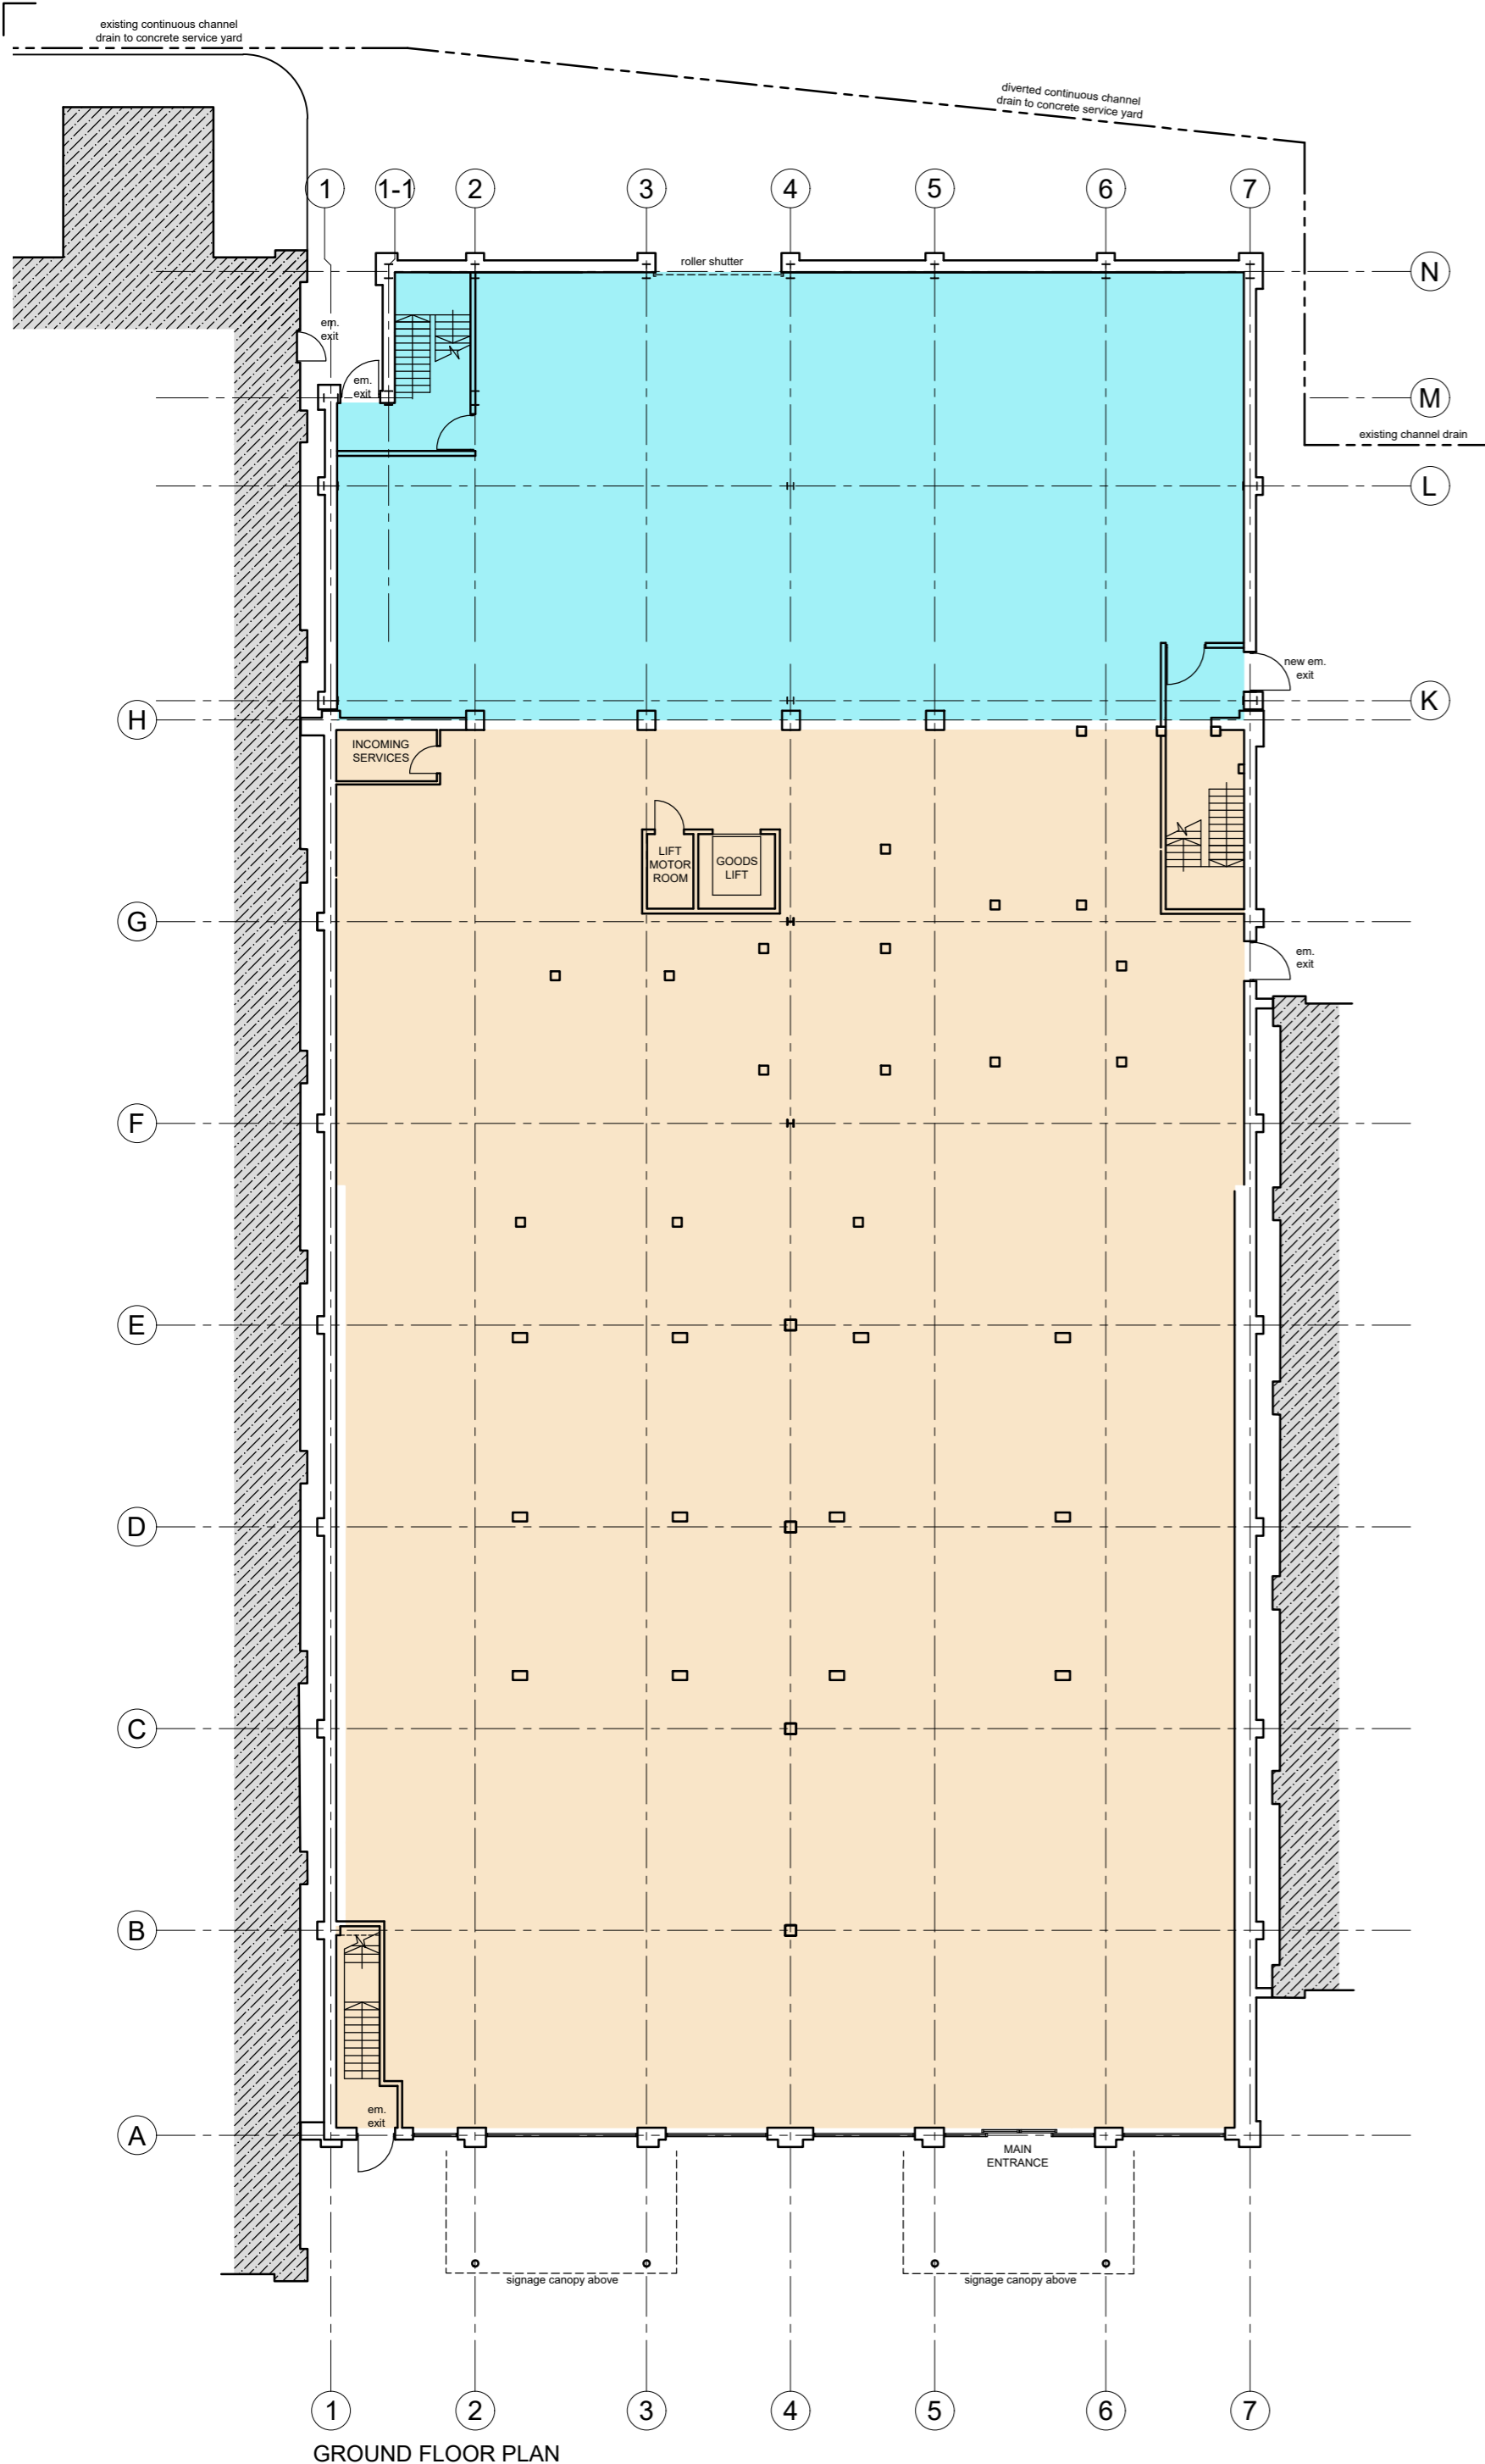 existing continuous channel
drain to concrete service yard
diverted continuous channel
drain to concrete service yard
1
1-1
2
3
4
5
6
7
roller shutter
N
em.
exit
em.
exit
M
existing channel drain
L
new em.
exit
K
H
INCOMING
SERVICES
LIFT
MOTOR
ROOM
GOODS
LIFT
G
em.
exit
F
E
D
C
B
em.
exit
A
MAIN
ENTRANCE
signage canopy above
signage canopy above
1
2
3
4
5
6
7
GROUND FLOOR PLAN